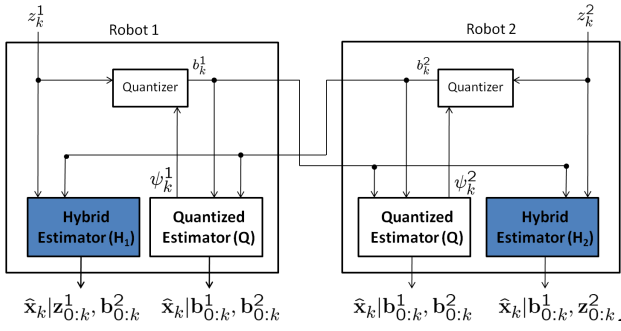 z_k^1
z_k^2
Robot 1
Robot 2
Quantizer
b_k^1
b_k^2
Quantizer
ψ_k^1
ψ_k^2
Hybrid
Estimator (H₁)
Quantized
Estimator (Q)
Quantized
Estimator (Q)
Hybrid
Estimator (H₂)
x̂_k|z_{0:k}^1, b_{0:k}^2
x̂_k|b_{0:k}^1, b_{0:k}^2
x̂_k|b_{0:k}^1, b_{0:k}^2
x̂_k|b_{0:k}^1, z_{0:k}^2.